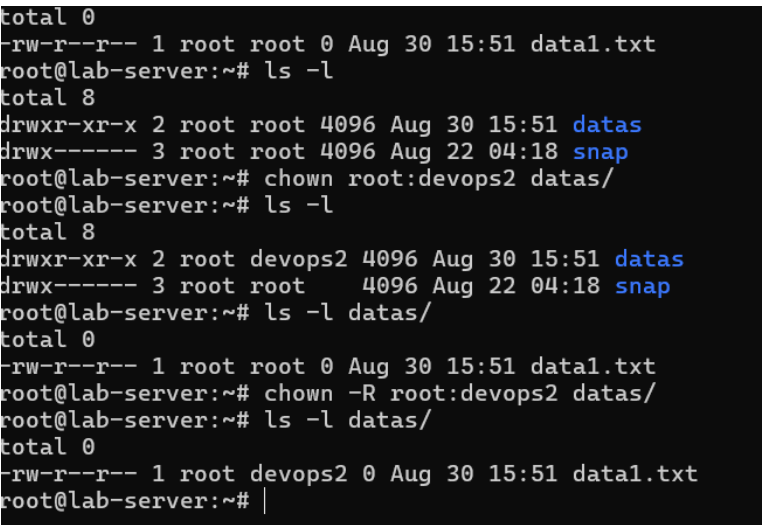 total 0
-rw-r--r-- 1 root root 0 Aug 30 15:51 data1.txt
root@lab-server:~# ls -l
total 8
drwxr-xr-x 2 root root 4096 Aug 30 15:51 datas
drwx------ 3 root root 4096 Aug 22 04:18 snap
root@lab-server:~# chown root:devops2 datas/
root@lab-server:~# ls -l
total 8
drwxr-xr-x 2 root devops2 4096 Aug 30 15:51 datas
drwx------ 3 root root    4096 Aug 22 04:18 snap
root@lab-server:~# ls -l datas/
total 0
-rw-r--r-- 1 root root 0 Aug 30 15:51 data1.txt
root@lab-server:~# chown -R root:devops2 datas/
root@lab-server:~# ls -l datas/
total 0
-rw-r--r-- 1 root devops2 0 Aug 30 15:51 data1.txt
root@lab-server:~#